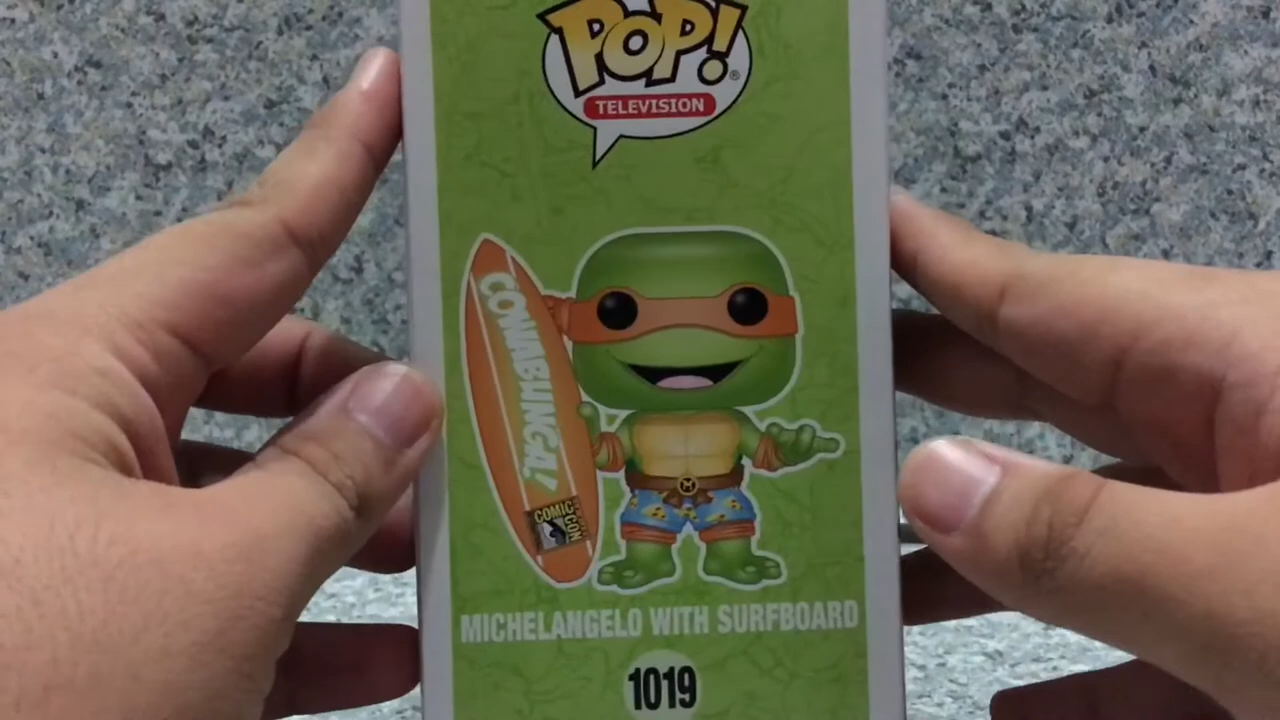 POP!
®
TELEVISION
COWABUNGA!
COMIC
CON
M
MICHELANGELO WITH SURFBOARD
1019